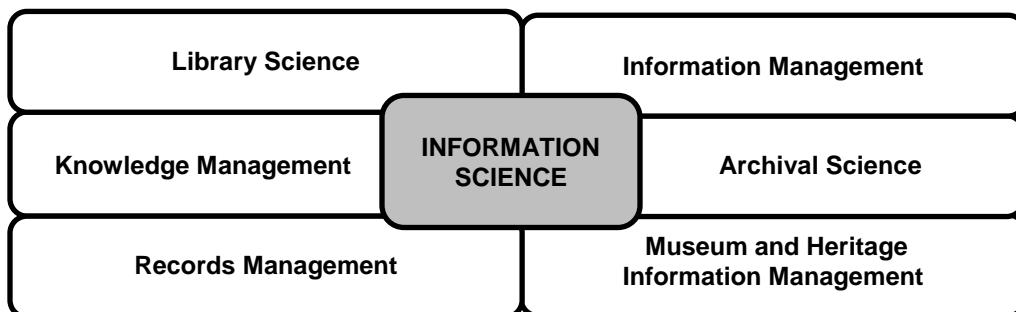 Library Science
Information Management
Knowledge Management
INFORMATION
SCIENCE
Archival Science
Records Management
Museum and Heritage
Information Management